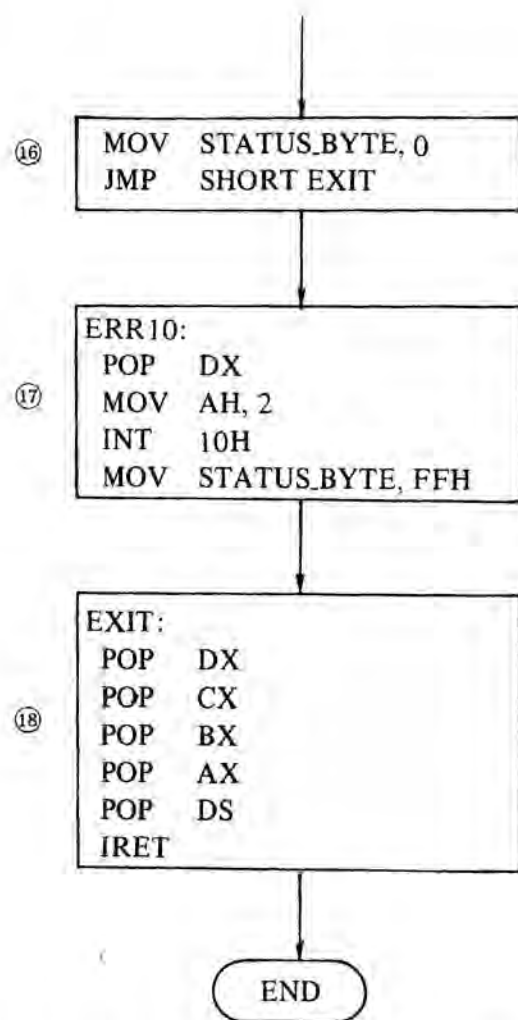 ⑯
MOV STATUS_BYTE, 0
JMP SHORT EXIT
⑰
ERR10:
POP DX
MOV AH, 2
INT 10H
MOV STATUS_BYTE, FFH
⑱
EXIT:
POP DX
POP CX
POP BX
POP AX
POP DS
IRET
END